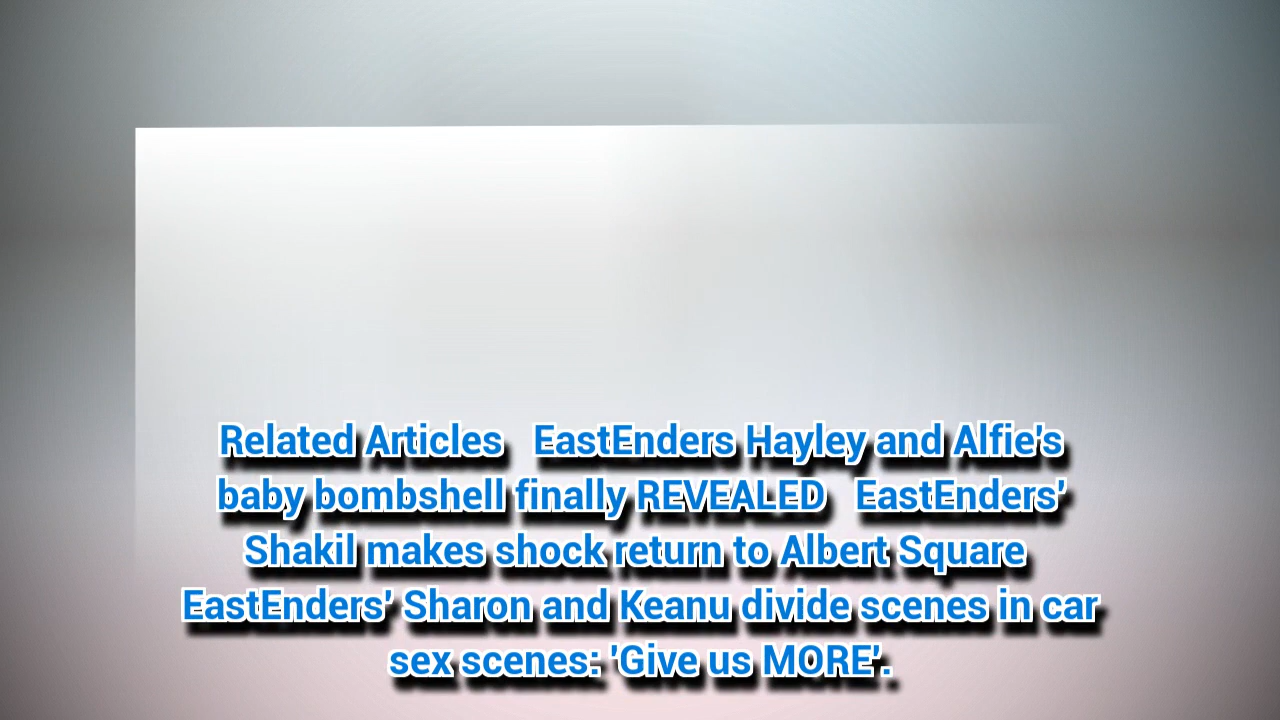 Related Articles   EastEnders Hayley and Alfie's
baby bombshell finally REVEALED   EastEnders'
Shakil makes shock return to Albert Square
EastEnders' Sharon and Keanu divide scenes in car
sex scenes: 'Give us MORE'.